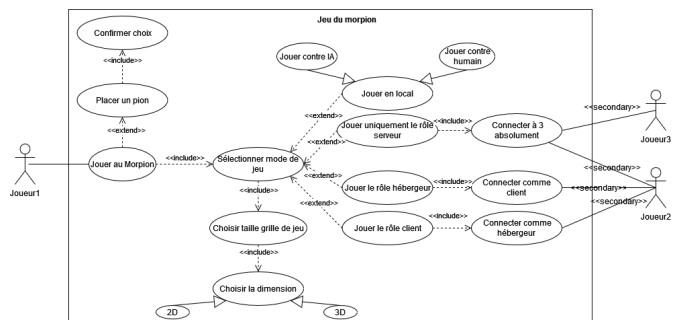 Jeu du morpion
Confirmer choix
<<include>>
Placer un pion
<<extend>>
Jouer au Morpion
Joueur1
<<include>>
Jouer contre IA
Jouer contre
humain
Jouer en local
<<extend>>
Jouer uniquement le rôle
serveur
<<include>>
Connecter à 3
absolument
<<secondary>>
Joueur3
<<extend>>
Sélectionner mode de
jeu
<<extend>>
Jouer le rôle hébergeur
<<include>>
Connecter comme
client
<<secondary>>
<<secondary>>
<<secondary>>
Joueur2
<<extend>>
Jouer le rôle client
<<include>>
Connecter comme
hébergeur
<<include>>
Choisir taille grille de jeu
<<include>>
Choisir la dimension
2D
3D